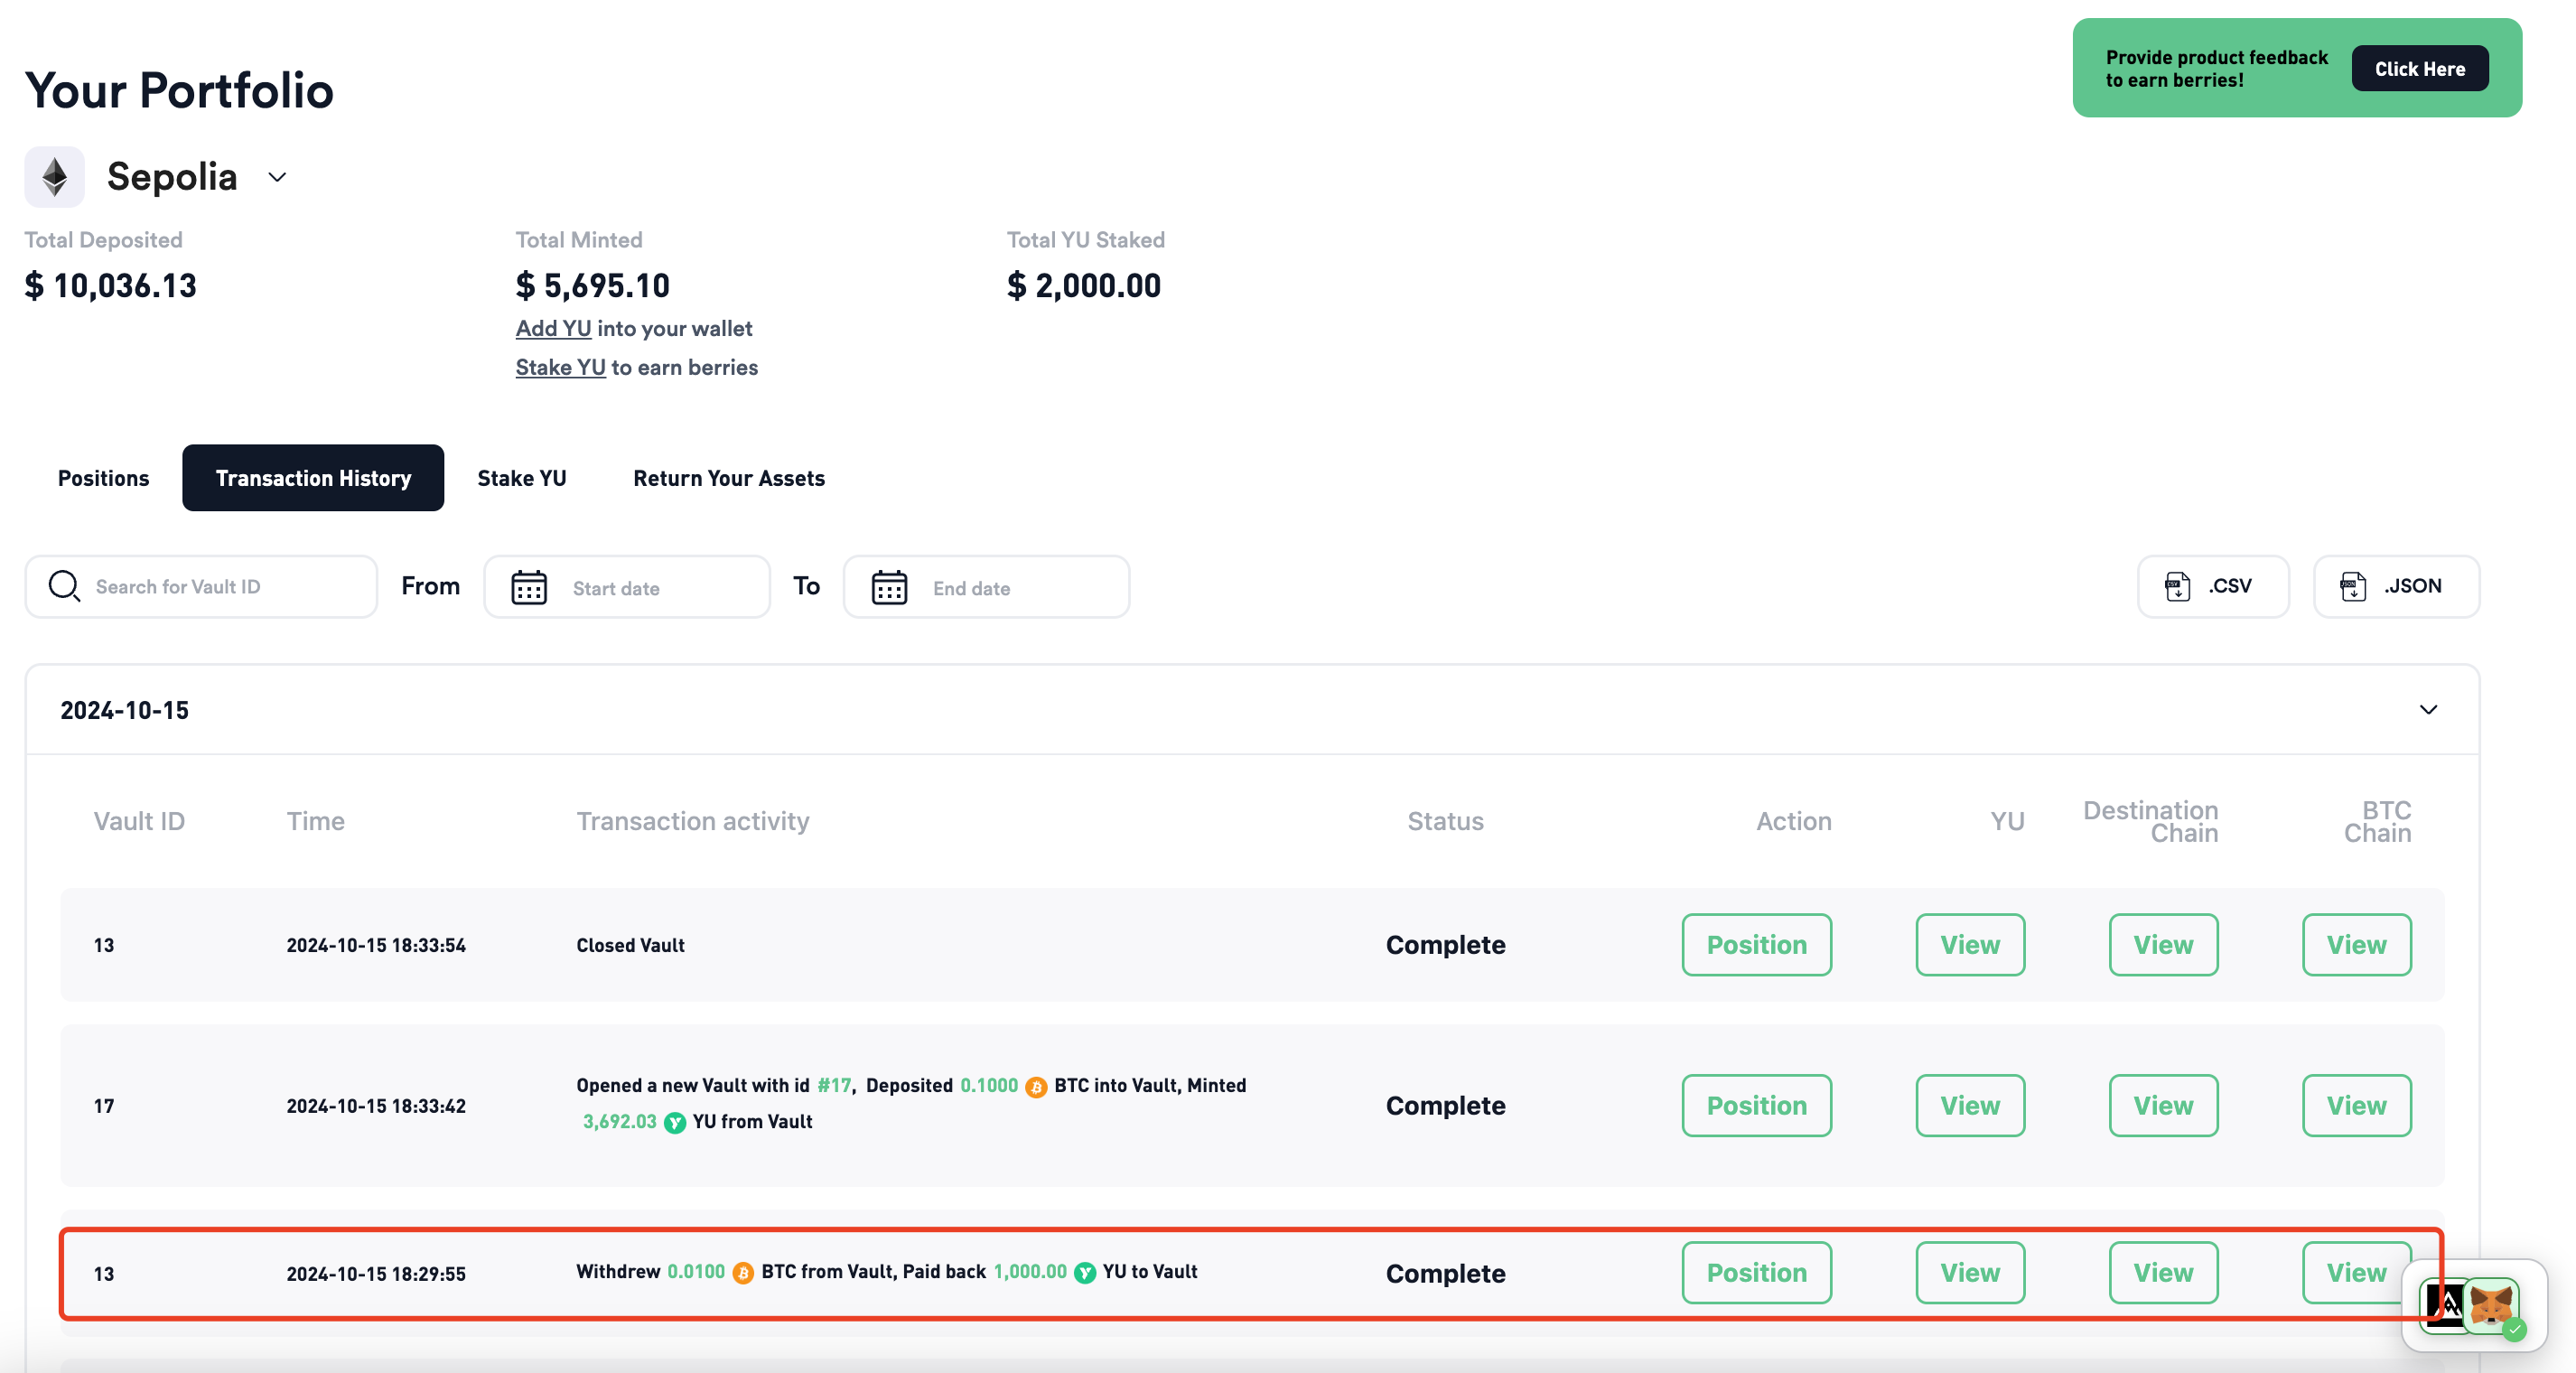 Provide product feedback
to earn berries!
Click Here
Your Portfolio
Sepolia
Total Deposited Total Minted Total YU Staked
$ 10,036.13 $ 5,695.10 $ 2,000.00
Add YU into your wallet
Stake YU to earn berries
Positions Transaction History Stake YU Return Your Assets
Search for Vault ID From Start date To End date .CSV .JSON
2024-10-15
Vault ID Time Transaction activity Status Action YU Destination Chain BTC Chain
13 2024-10-15 18:33:54 Closed Vault Complete Position View View View
17 2024-10-15 18:33:42 Opened a new Vault with id #17, Deposited 0.1000 BTC into Vault, Minted
3,692.03 YU from Vault Complete Position View View View
13 2024-10-15 18:29:55 Withdrew 0.0100 BTC from Vault, Paid back 1,000.00 YU to Vault Complete Position View View View